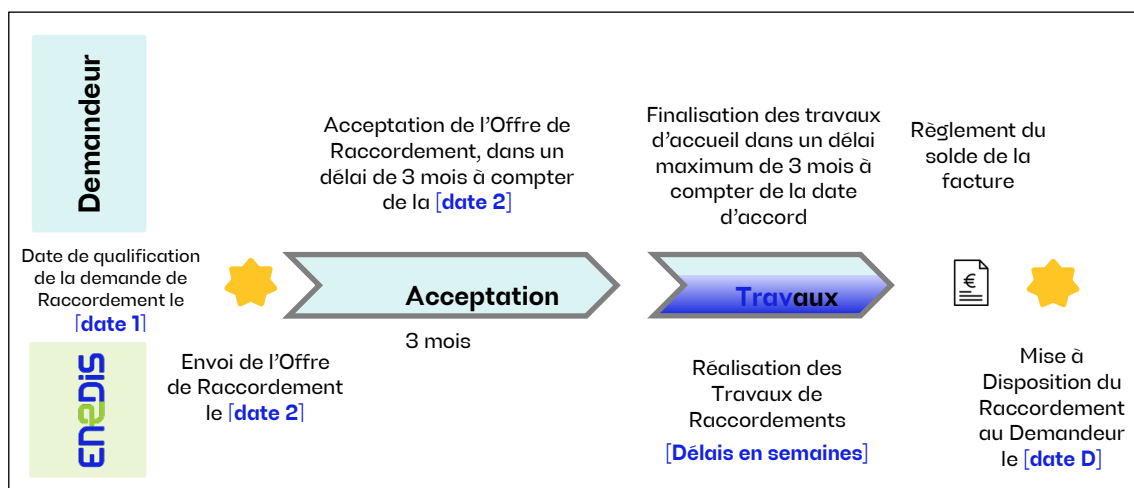 Demandeur
Acceptation de l’Offre de
Raccordement, dans un
délai de 3 mois à compter
de la [date 2]
Finalisation des travaux
d’accueil dans un délai
maximum de 3 mois à
compter de la date
d’accord
Règlement du
solde de la
facture
Date de qualification
de la demande de
Raccordement le
[date 1]
Acceptation
Travaux
€
3 mois
ENEDIS
Envoi de l’Offre
de Raccordement
le [date 2]
Réalisation des
Travaux de
Raccordements
[Délais en semaines]
Mise à
Disposition du
Raccordement
au Demandeur
le [date D]